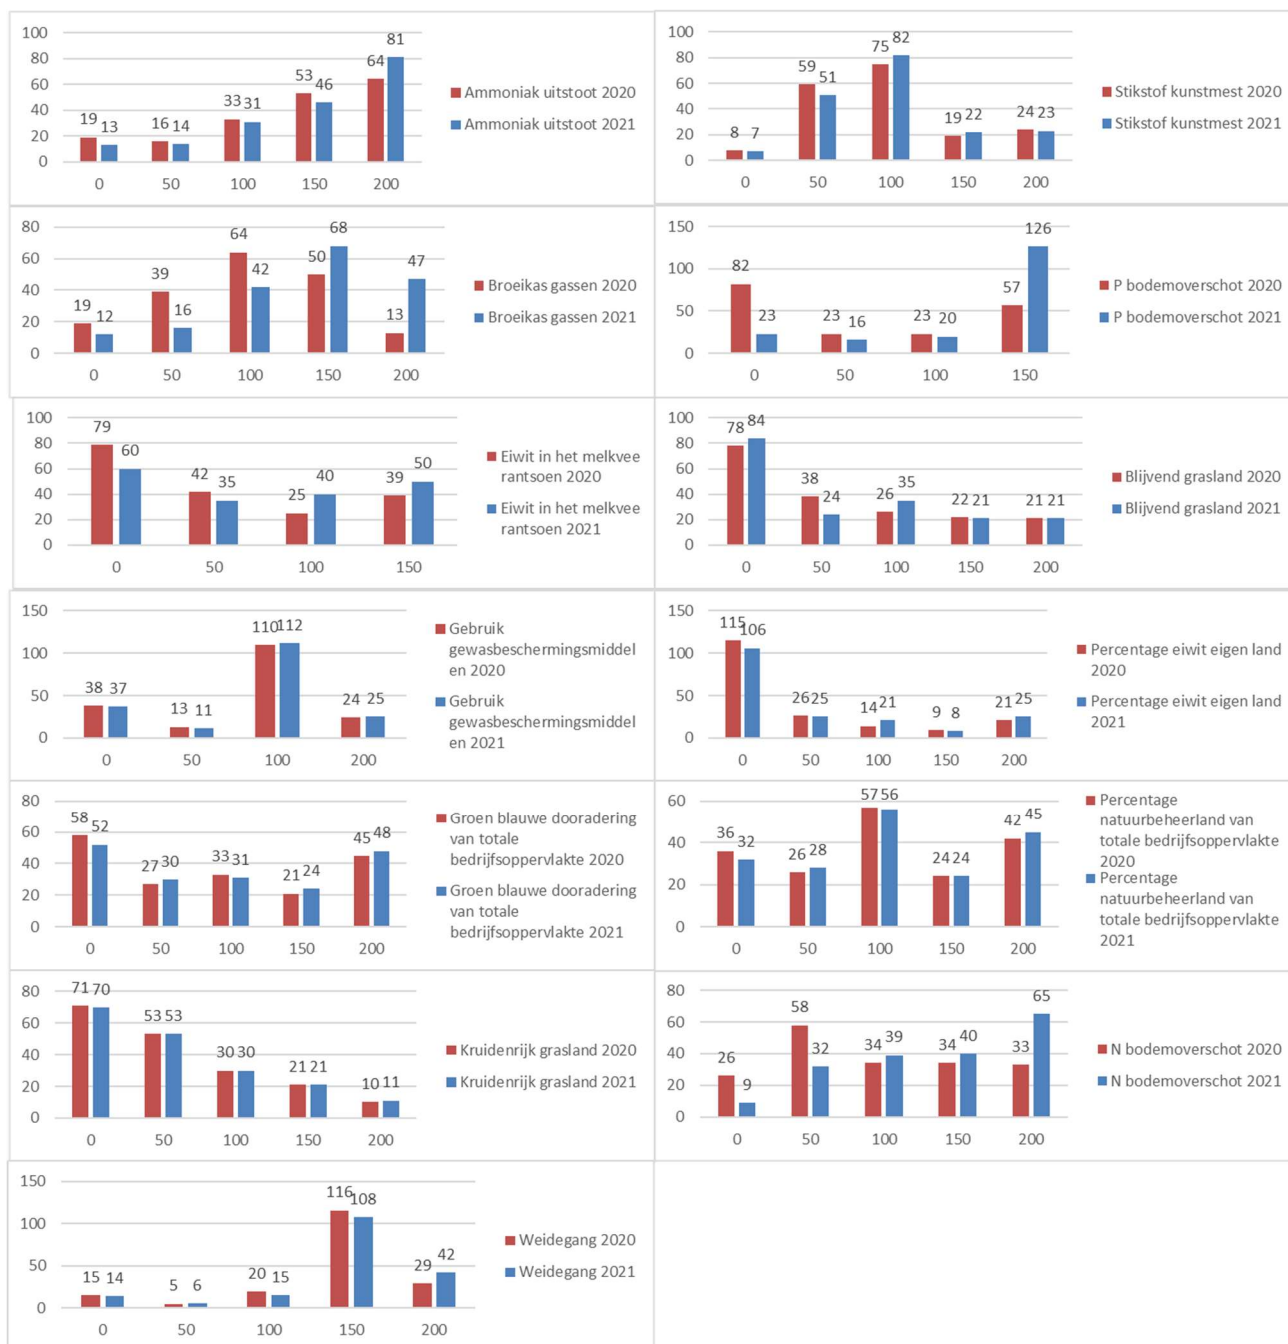 100
80
60
40
20
0
19 13 16 14 33 31 53 46 64 81
0 50 100 150 200
Ammoniak uitstoot 2020
Ammoniak uitstoot 2021
100
80
60
40
20
0
8 7 59 51 75 82 19 22 24 23
0 50 100 150 200
Stikstof kunstmest 2020
Stikstof kunstmest 2021
80
60
40
20
0
19 12 39 16 64 42 50 68 13 47
0 50 100 150 200
Broeikas gassen 2020
Broeikas gassen 2021
150
100
50
0
82 23 23 16 23 20 57 126
0 50 100 150
P bodemoverschot 2020
P bodemoverschot 2021
100
80
60
40
20
0
79 60 42 35 25 40 39 50
0 50 100 150
Eiwit in het melkvee
rantsoen 2020
Eiwit in het melkvee
rantsoen 2021
100
80
60
40
20
0
78 84 38 24 26 35 22 21 21 21
0 50 100 150 200
Blijvend grasland 2020
Blijvend grasland 2021
150
100
50
0
38 37 13 11 110 112 24 25
0 50 100 200
Gebruik
gewasbeschermingsmiddel
en 2020
Gebruik
gewasbeschermingsmiddel
en 2021
150
100
50
0
115 106 26 25 14 21 9 8 21 25
0 50 100 150 200
Percentage eiwit eigen land
2020
Percentage eiwit eigen land
2021
80
60
40
20
0
58 52 27 30 33 31 21 24 45 48
0 50 100 150 200
Groen blauwe dooradering
van totale
bedrijfsoppervlakte 2020
Groen blauwe dooradering
van totale
bedrijfsoppervlakte 2021
60
40
20
0
36 32 26 28 57 56 24 24 42 45
0 50 100 150 200
Percentage
natuurbeheerland van
totale bedrijfsoppervlakte
2020
Percentage
natuurbeheerland van
totale bedrijfsoppervlakte
2021
80
60
40
20
0
71 70 53 53 30 30 21 21 10 11
0 50 100 150 200
Kruidenrijk grasland 2020
Kruidenrijk grasland 2021
80
60
40
20
0
26 9 58 32 34 39 34 40 33 65
0 50 100 150 200
N bodemoverschot 2020
N bodemoverschot 2021
150
100
50
0
15 14 5 6 20 15 116 108 29 42
0 50 100 150 200
Weidegang 2020
Weidegang 2021